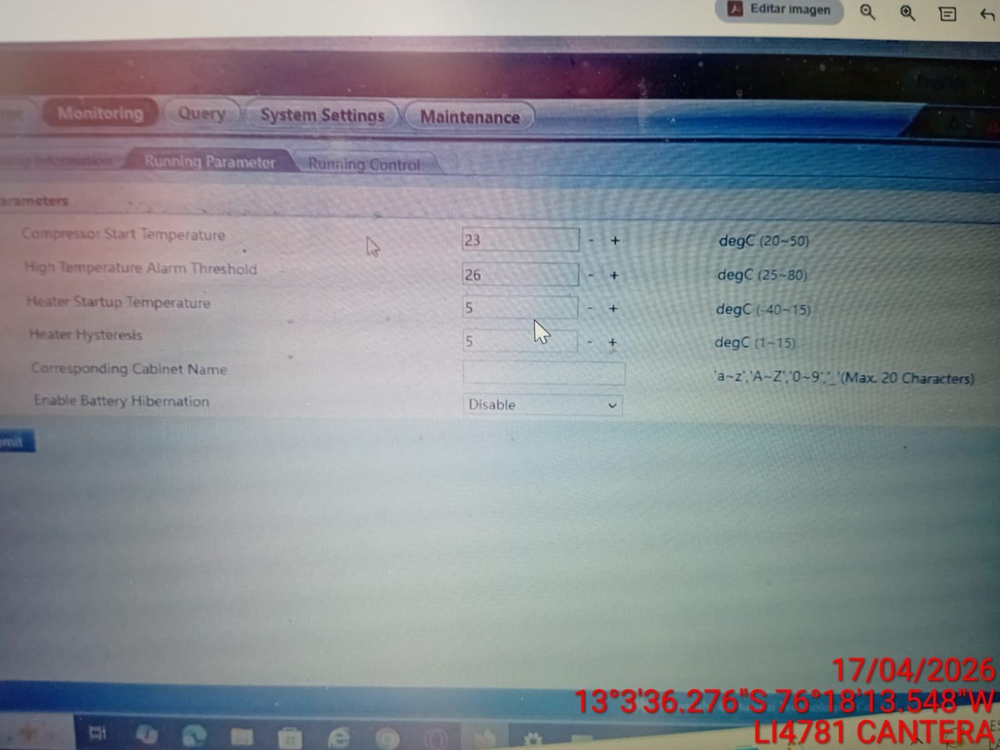 Editar imagen
Monitoring
Query
System Settings
Maintenance
Running Parameter
Running Control
Compressor Start Temperature 23 - + degC (20~50)
High Temperature Alarm Threshold 26 - + degC (25~80)
Heater Startup Temperature 5 - + degC (-40~15)
Heater Hysteresis 5 - + degC (1~15)
Corresponding Cabinet Name 'a~z','A~Z','0~9','_'(Max. 20 Characters)
Enable Battery Hibernation Disable
17/04/2026
13°3'36.276"S 76°18'13.548"W
LI4781 CANTERA